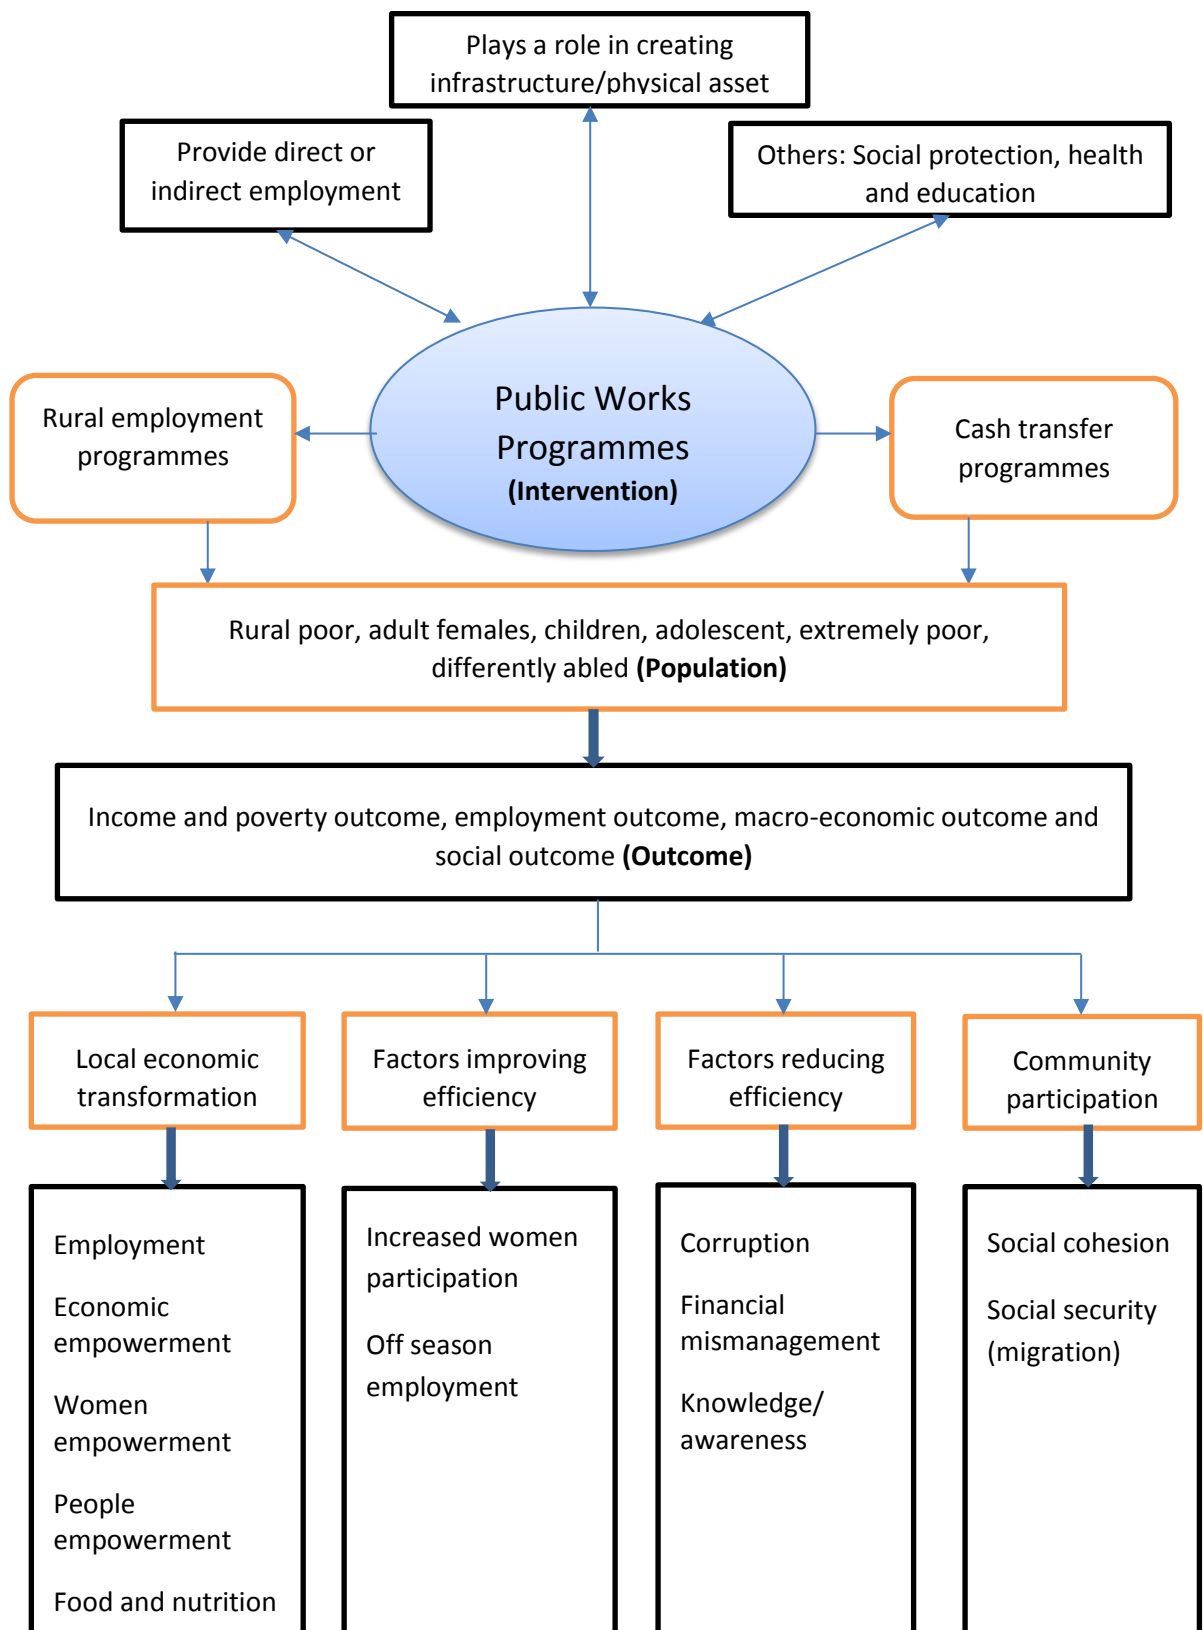 Plays a role in creating
infrastructure/physical asset
Provide direct or
indirect employment
Others: Social protection, health
and education
Public Works
Programmes
(Intervention)
Rural employment
programmes
Cash transfer
programmes
Rural poor, adult females, children, adolescent, extremely poor,
differently abled (Population)
Income and poverty outcome, employment outcome, macro-economic outcome and
social outcome (Outcome)
Local economic
transformation
Factors improving
efficiency
Factors reducing
efficiency
Community
participation
Employment
Economic
empowerment
Women
empowerment
People
empowerment
Food and nutrition
Increased women
participation
Off season
employment
Corruption
Financial
mismanagement
Knowledge/
awareness
Social cohesion
Social security
(migration)